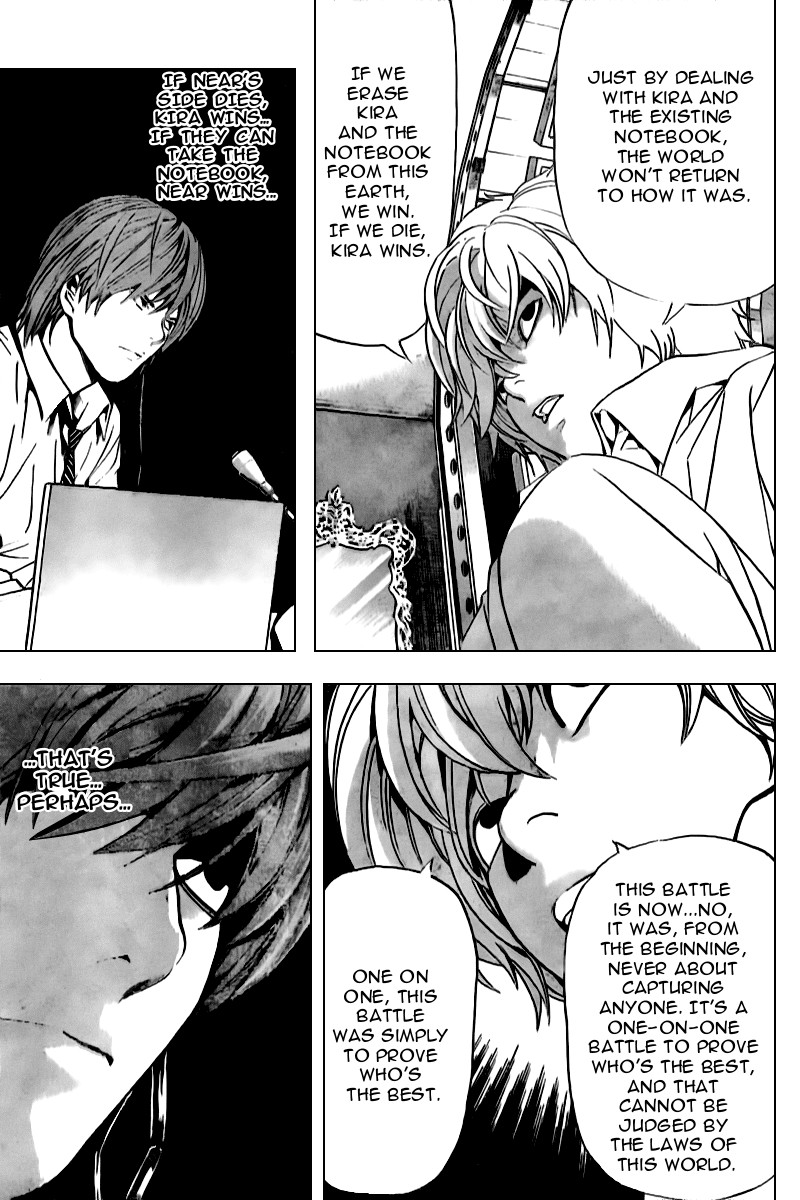 JUST BY DEALING
WITH KIRA AND
THE EXISTING
NOTEBOOK,
THE WORLD
WON'T RETURN
TO HOW IT WAS.
IF WE
ERASE
KIRA
AND THE
NOTEBOOK
FROM THIS
EARTH,
WE WIN.
IF WE DIE,
KIRA WINS.
IF NEAR'S
SIDE DIES,
KIRA WINS...
IF THEY CAN
TAKE THE
NOTEBOOK,
NEAR WINS...
THIS BATTLE
IS NOW...NO,
IT WAS, FROM
THE BEGINNING,
NEVER ABOUT
CAPTURING
ANYONE. IT'S A
ONE-ON-ONE
BATTLE TO PROVE
WHO'S THE BEST,
AND THAT
CANNOT BE
JUDGED BY
THE LAWS OF
THIS WORLD.
ONE ON
ONE, THIS
BATTLE
WAS SIMPLY
TO PROVE
WHO'S
THE BEST.
...THAT'S
TRUE...
PERHAPS...